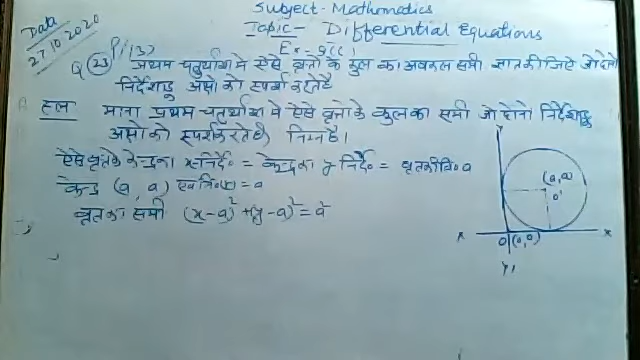 Subject- Mathematics
Date 27.10.2020
Topic- Differential Equations
Ex- 9(C)
Q (23) प्रथम चतुर्थांश में ऐसे वृत्तों के कुल का अवकल समी ज्ञात कीजिए जो दोनों
निर्देशांक अक्षों को स्पर्श करते है
हल माना प्रथम चतुर्थांश में ऐसे वृत्तों के कुल का समी जो दोनों निर्देशांक
अक्षों को स्पर्श करते है, निम्न है।
ऐसे वृत्त के केन्द्र का x-निर्दे० = केन्द्र का y-निर्दे० = वृत्त की त्रि० a
केन्द्र (a, a) एवं त्रि० = a
वृत्त का समी (x-a)² + (y-a)² = a²
Y
(a,a)
0'
X 0 (0,0) X
Y'